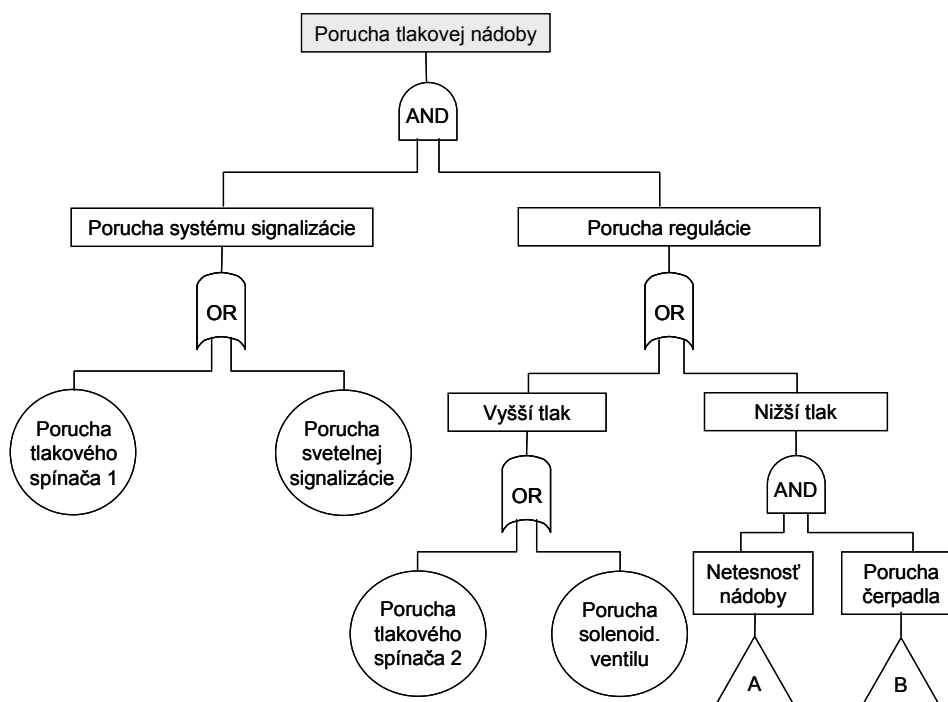 Porucha tlakovej nádoby
AND
Porucha systému signalizácie
Porucha regulácie
OR
OR
Porucha
tlakového
spínača 1
Porucha
svetelnej
signalizácie
Vyšší tlak
Nižší tlak
OR
AND
Porucha
tlakového
spínača 2
Porucha
solenoid.
ventilu
Netesnosť
nádoby
Porucha
čerpadla
A
B